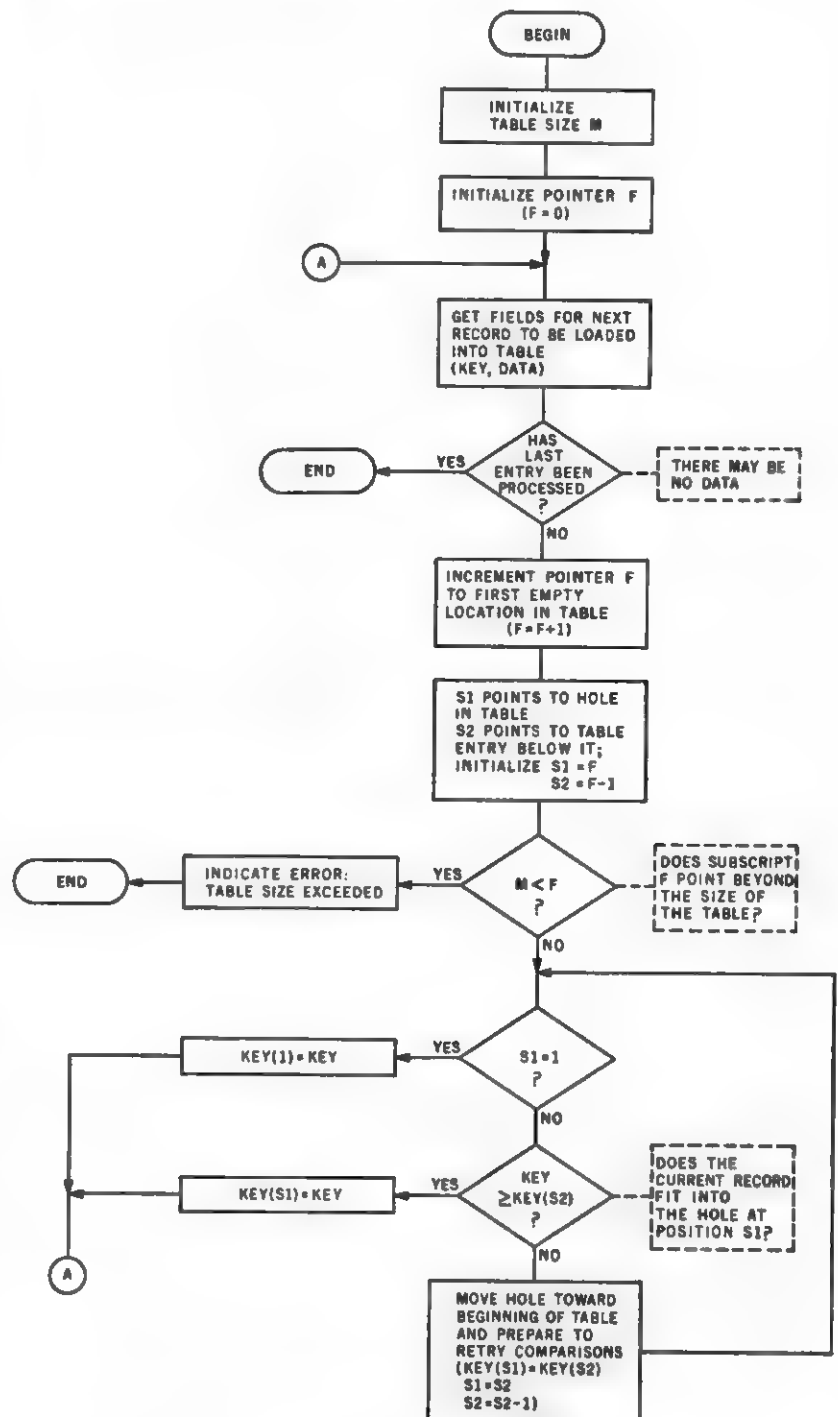 BEGIN
INITIALIZE
TABLE SIZE M
INITIALIZE POINTER F
(F=0)
A
GET FIELDS FOR NEXT
RECORD TO BE LOADED
INTO TABLE
(KEY, DATA)
HAS
LAST
ENTRY BEEN
PROCESSED
?
YES
END
THERE MAY BE
NO DATA
NO
INCREMENT POINTER F
TO FIRST EMPTY
LOCATION IN TABLE
(F=F+1)
S1 POINTS TO HOLE
IN TABLE
S2 POINTS TO TABLE
ENTRY BELOW IT;
INITIALIZE S1=F
S2=F-1
M<F
?
YES
INDICATE ERROR:
TABLE SIZE EXCEEDED
END
DOES SUBSCRIPT
F POINT BEYOND
THE SIZE OF
THE TABLE?
NO
S1=1
?
YES
KEY(1)=KEY
NO
KEY
≥KEY(S2)
?
YES
KEY(S1)=KEY
DOES THE
CURRENT RECORD
FIT INTO
THE HOLE AT
POSITION S1?
A
NO
MOVE HOLE TOWARD
BEGINNING OF TABLE
AND PREPARE TO
RETRY COMPARISONS
(KEY(S1)=KEY(S2)
S1=S2
S2=S2-1)